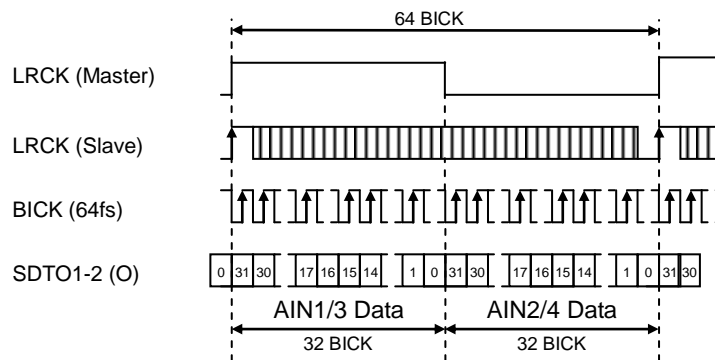 64 BICK
LRCK (Master)
LRCK (Slave)
BICK (64fs)
SDTO1-2 (O) 0 31 30 17 16 15 14 1 0 31 30 17 16 15 14 1 0 31 30
AIN1/3 Data AIN2/4 Data
32 BICK 32 BICK